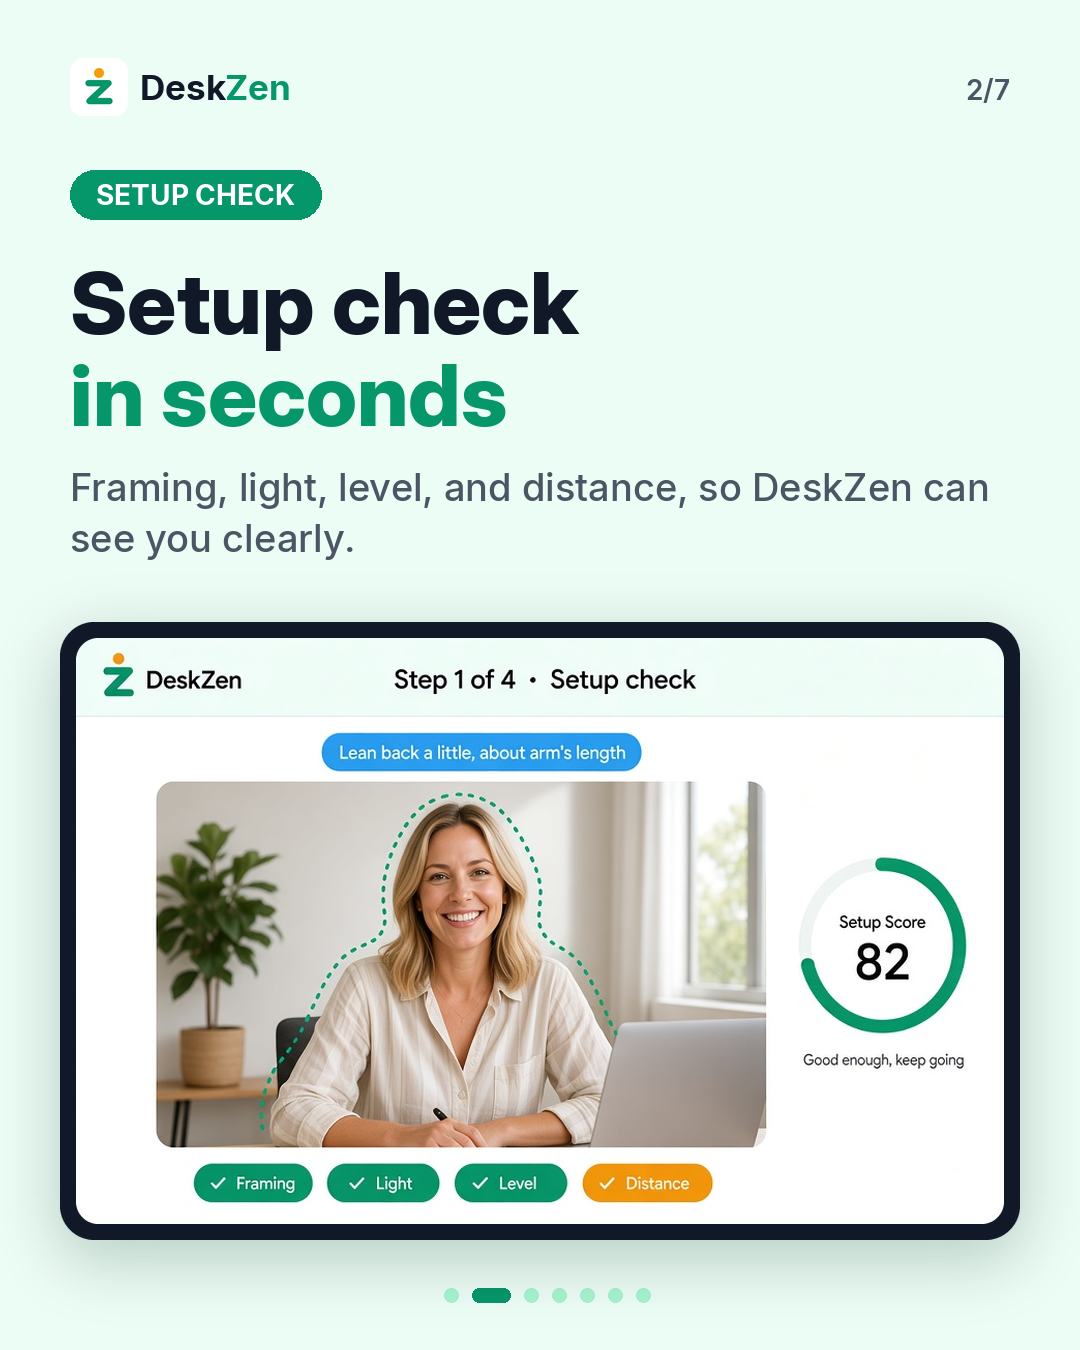 DeskZen
2/7
SETUP CHECK
Setup check
in seconds
Framing, light, level, and distance, so DeskZen can
see you clearly.
DeskZen
Step 1 of 4 • Setup check
Lean back a little, about arm's length
Setup Score
82
Good enough, keep going
Framing
Light
Level
Distance